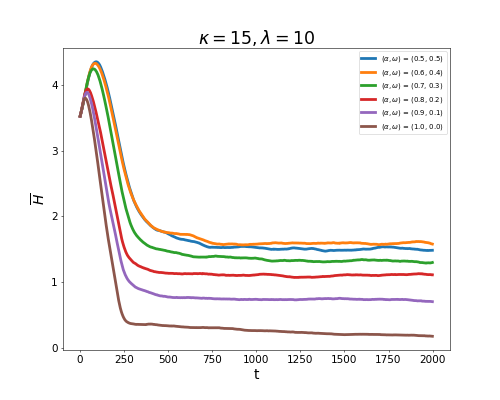 κ = 15, λ = 10
(α, ω) = (0.5, 0.5)
(α, ω) = (0.6, 0.4)
(α, ω) = (0.7, 0.3)
(α, ω) = (0.8, 0.2)
(α, ω) = (0.9, 0.1)
(α, ω) = (1.0, 0.0)
4
3
2
1
0
H̅
0 250 500 750 1000 1250 1500 1750 2000
t